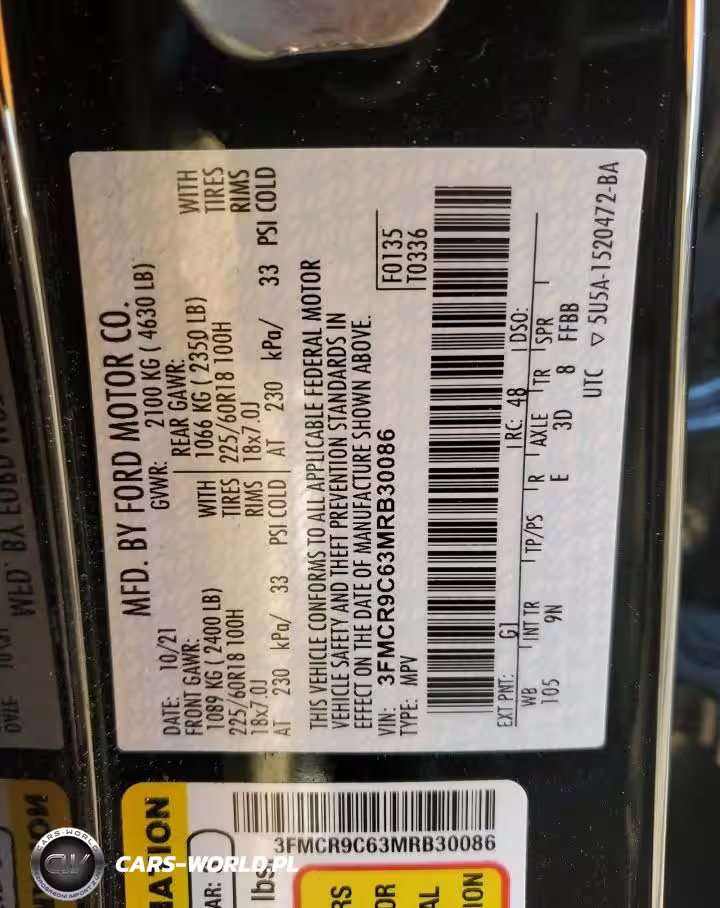 MFD. BY FORD MOTOR CO.
DATE: 10/21
GVWR: 2100 KG ( 4630 LB)
FRONT GAWR:
1089 KG ( 2400 LB)
WITH
225/60R18 100H
TIRES
18x7.0J
RIMS
AT 230 kPa/ 33 PSI COLD
REAR GAWR:
1066 KG ( 2350 LB)
WITH
225/60R18 100H
TIRES
18x7.0J
RIMS
AT 230 kPa/ 33 PSI COLD
THIS VEHICLE CONFORMS TO ALL APPLICABLE FEDERAL MOTOR
VEHICLE SAFETY AND THEFT PREVENTION STANDARDS IN
EFFECT ON THE DATE OF MANUFACTURE SHOWN ABOVE.
VIN: 3FMCR9C63MRB30086
TYPE: MPV
F0135
T0336
EXT PNT: G1 RC: 48 DSO:
WB INT TR TP/PS R AXLE TR SPR
105 9N E 3D 8 FFBB
UTC ▽ 5U5A-1520472-BA
3FMCR9C63MRB30086
lbs
CARS-WORLD
CW
CARS-WORLD.PL